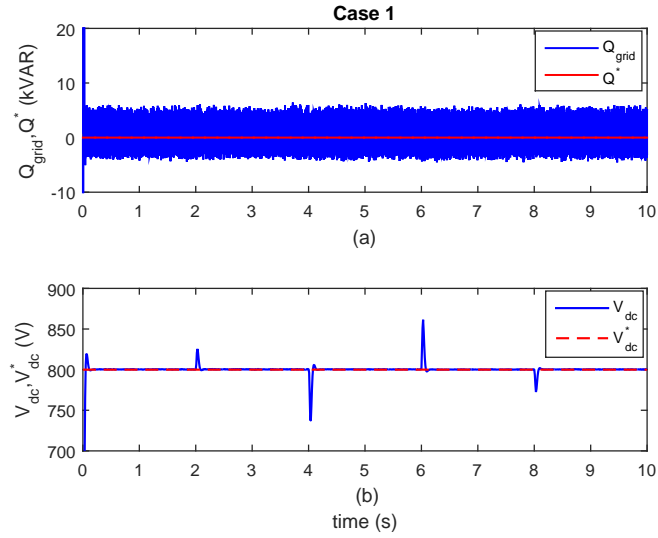 Case 1
20
10
0
-10
Q_grid,Q^* (kVAR)
Q_grid
Q^*
0 1 2 3 4 5 6 7 8 9 10
(a)
900
850
800
750
700
V_dc,V_dc^* (V)
V_dc
V_dc^*
0 1 2 3 4 5 6 7 8 9 10
(b)
time (s)